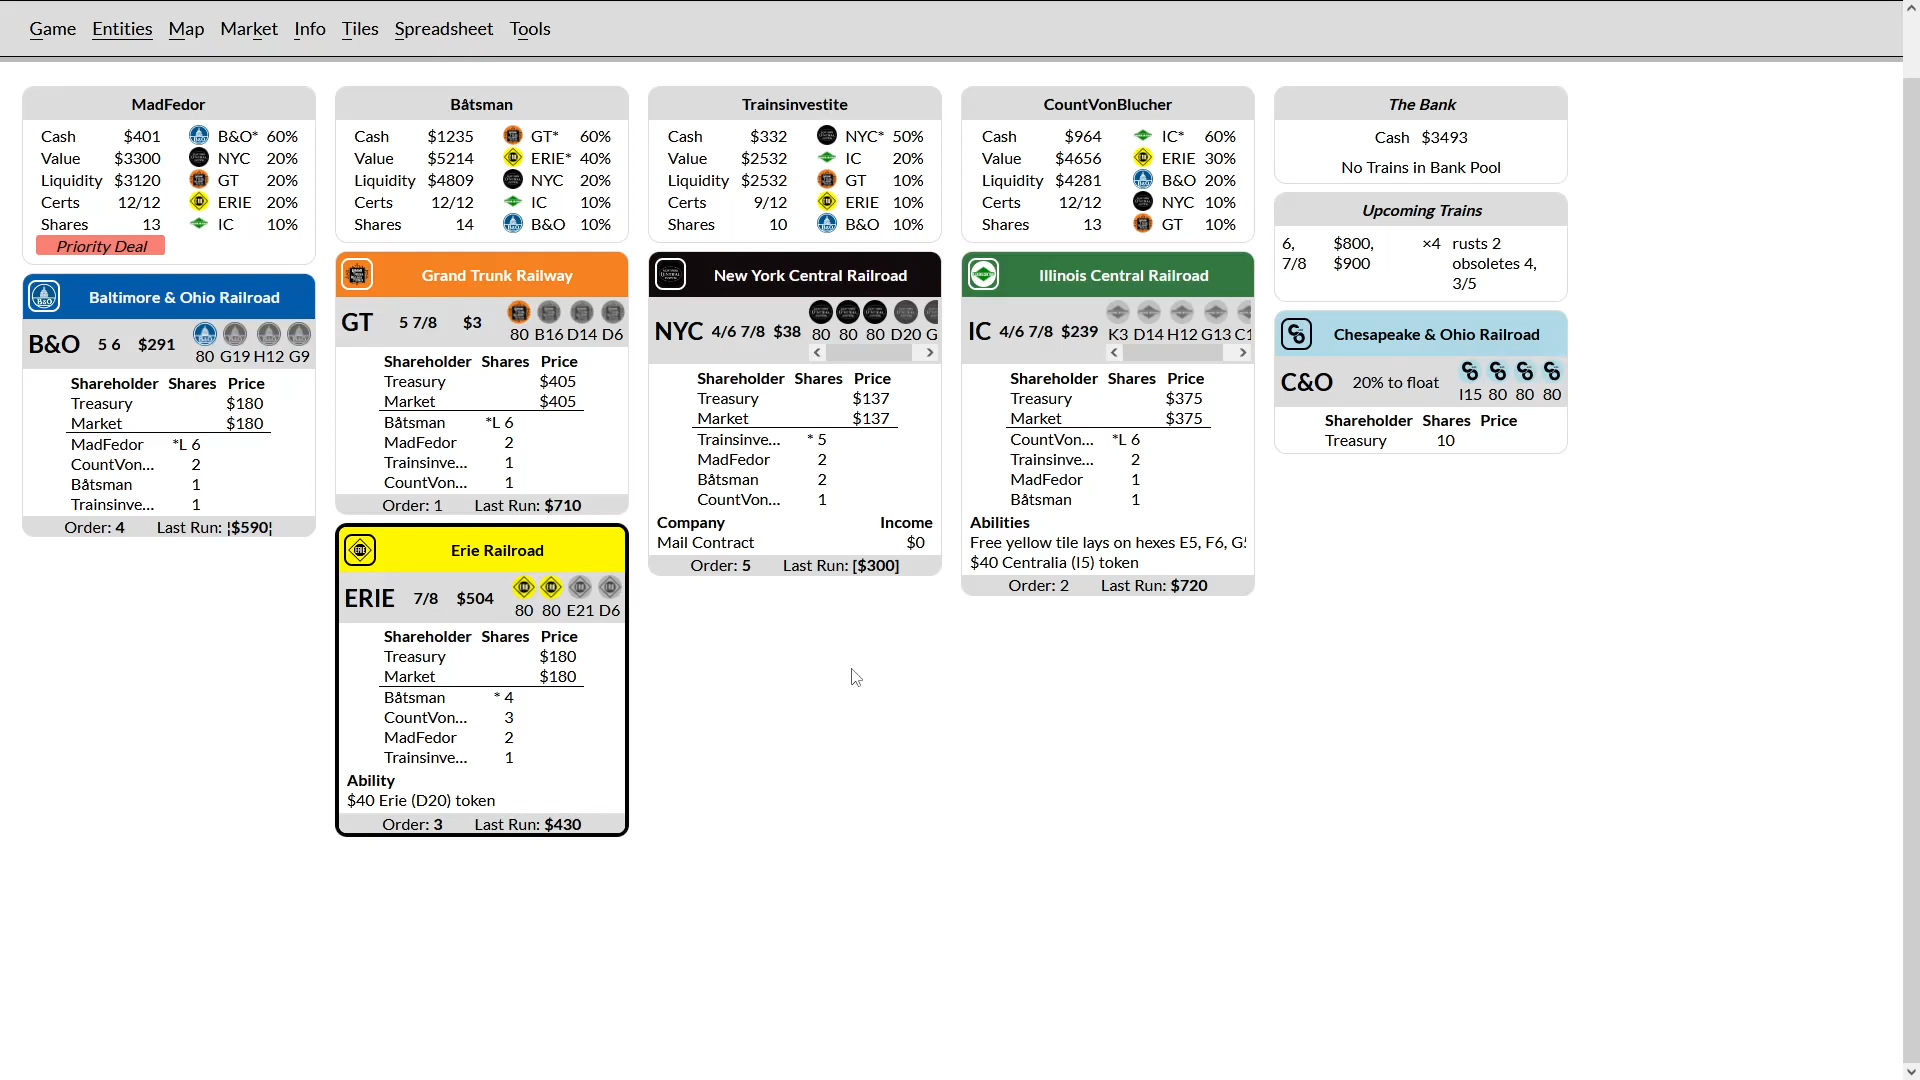 Game Entities Map Market Info Tiles Spreadsheet Tools
MadFedor
Cash $401 B&O* 60%
Value $3300 NYC 20%
Liquidity $3120 GT 20%
Certs 12/12 ERIE 20%
Shares 13 IC 10%
Priority Deal
Baltimore & Ohio Railroad
B&O 5 6 $291 80 G19 H12 G9
Shareholder Shares Price
Treasury $180
Market $180
MadFedor *L 6
CountVon... 2
Båtsman 1
Trainsinve... 1
Order: 4 Last Run: ¦$590¦
Båtsman
Cash $1235 GT* 60%
Value $5214 ERIE* 40%
Liquidity $4809 NYC 20%
Certs 12/12 IC 10%
Shares 14 B&O 10%
Grand Trunk Railway
GT 5 7/8 $3 80 B16 D14 D6
Shareholder Shares Price
Treasury $405
Market $405
Båtsman *L 6
MadFedor 2
Trainsinve... 1
CountVon... 1
Order: 1 Last Run: $710
Erie Railroad
ERIE 7/8 $504 80 80 E21 D6
Shareholder Shares Price
Treasury $180
Market $180
Båtsman * 4
CountVon... 3
MadFedor 2
Trainsinve... 1
Ability
$40 Erie (D20) token
Order: 3 Last Run: $430
Trainsinvestite
Cash $332 NYC* 50%
Value $2532 IC 20%
Liquidity $2532 GT 10%
Certs 9/12 ERIE 10%
Shares 10 B&O 10%
New York Central Railroad
NYC 4/6 7/8 $38 80 80 80 D20 G
Shareholder Shares Price
Treasury $137
Market $137
Trainsinve... * 5
MadFedor 2
Båtsman 2
CountVon... 1
Company Income
Mail Contract $0
Order: 5 Last Run: [$300]
CountVonBlucher
Cash $964 IC* 60%
Value $4656 ERIE 30%
Liquidity $4281 B&O 20%
Certs 12/12 NYC 10%
Shares 13 GT 10%
Illinois Central Railroad
IC 4/6 7/8 $239 K3 D14 H12 G13 C1
Shareholder Shares Price
Treasury $375
Market $375
CountVon... *L 6
Trainsinve... 2
MadFedor 1
Båtsman 1
Abilities
Free yellow tile lays on hexes E5, F6,
$40 Centralia (I5) token
Order: 2 Last Run: $720
The Bank
Cash $3493
No Trains in Bank Pool
Upcoming Trains
6, $800, ×4 rusts 2
7/8 $900 obsoletes 4,
3/5
Chesapeake & Ohio Railroad
C&O 20% to float I15 80 80 80
Shareholder Shares Price
Treasury 10